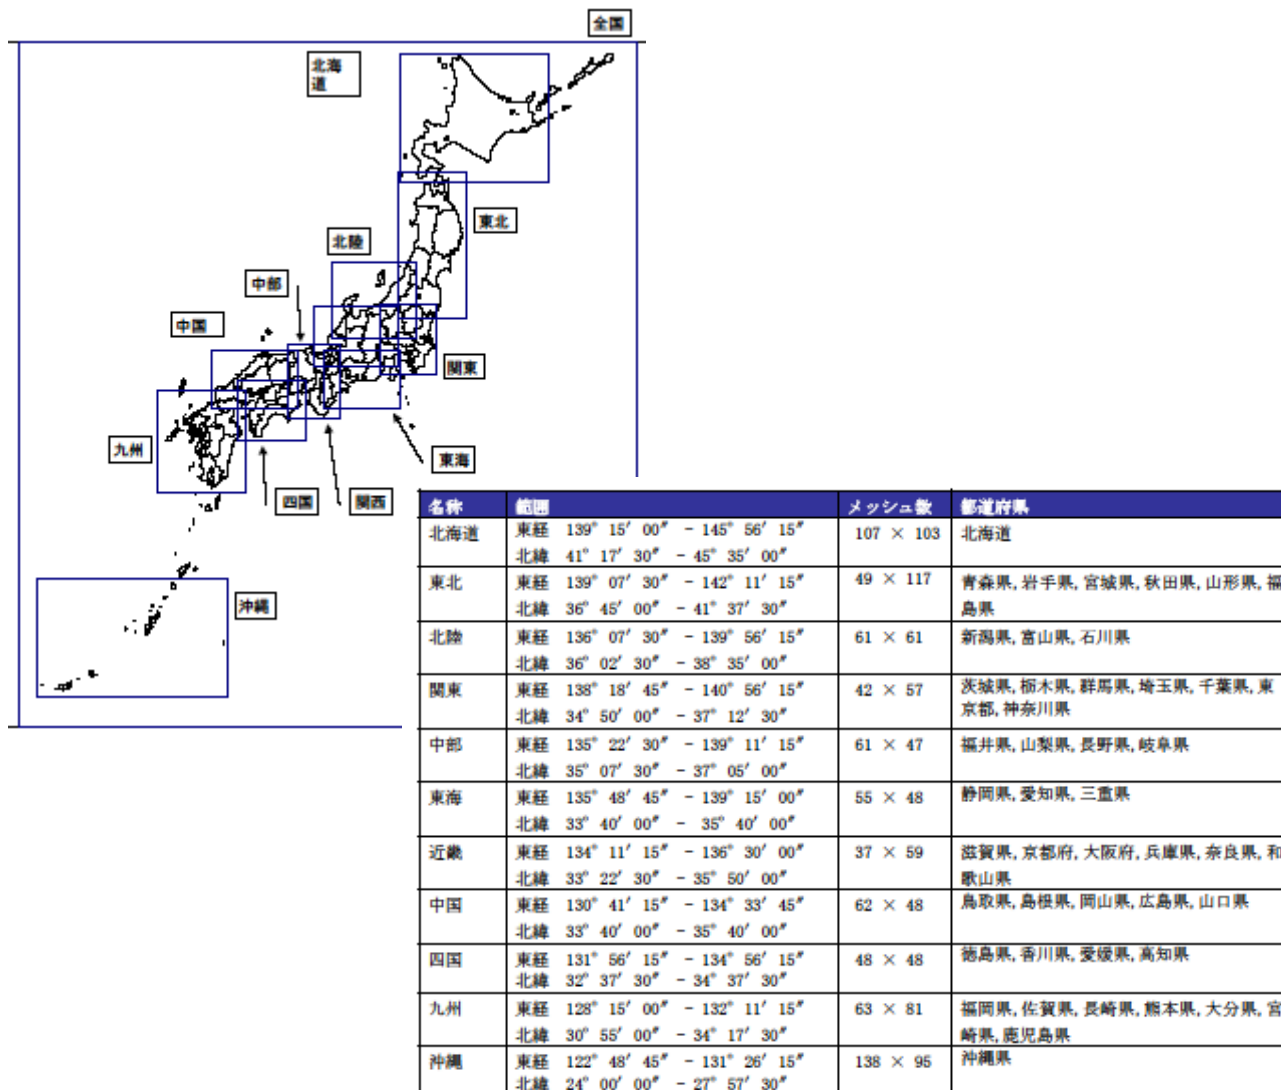 全国
北海
道
東北
北陸
中部
中国
関東
九州
東海
四国
関西
沖縄
名称 範囲 メッシュ数 都道府県
北海道 東経 139° 15′ 00″ - 145° 56′ 15″ 107 × 103 北海道
北緯 41° 17′ 30″ - 45° 35′ 00″
東北 東経 139° 07′ 30″ - 142° 11′ 15″ 49 × 117 青森県, 岩手県, 宮城県, 秋田県, 山形県, 福
北緯 36° 45′ 00″ - 41° 37′ 30″ 島県
北陸 東経 136° 07′ 30″ - 139° 56′ 15″ 61 × 61 新潟県, 富山県, 石川県
北緯 36° 02′ 30″ - 38° 35′ 00″
関東 東経 138° 18′ 45″ - 140° 56′ 15″ 42 × 57 茨城県, 栃木県, 群馬県, 埼玉県, 千葉県, 東
北緯 34° 50′ 00″ - 37° 12′ 30″ 京都, 神奈川県
中部 東経 135° 22′ 30″ - 139° 11′ 15″ 61 × 47 福井県, 山梨県, 長野県, 岐阜県
北緯 35° 07′ 30″ - 37° 05′ 00″
東海 東経 135° 48′ 45″ - 139° 15′ 00″ 55 × 48 静岡県, 愛知県, 三重県
北緯 33° 40′ 00″ - 35° 40′ 00″
近畿 東経 134° 11′ 15″ - 136° 30′ 00″ 37 × 59 滋賀県, 京都府, 大阪府, 兵庫県, 奈良県, 和
北緯 33° 22′ 30″ - 35° 50′ 00″ 歌山県
中国 東経 130° 41′ 15″ - 134° 33′ 45″ 62 × 48 鳥取県, 島根県, 岡山県, 広島県, 山口県
北緯 33° 40′ 00″ - 35° 40′ 00″
四国 東経 131° 56′ 15″ - 134° 56′ 15″ 48 × 48 徳島県, 香川県, 愛媛県, 高知県
北緯 32° 37′ 30″ - 34° 37′ 30″
九州 東経 128° 15′ 00″ - 132° 11′ 15″ 63 × 81 福岡県, 佐賀県, 長崎県, 熊本県, 大分県, 宮
北緯 30° 55′ 00″ - 34° 17′ 30″ 崎県, 鹿児島県
沖縄 東経 122° 48′ 45″ - 131° 26′ 15″ 138 × 95 沖縄県
北緯 24° 00′ 00″ - 27° 57′ 30″